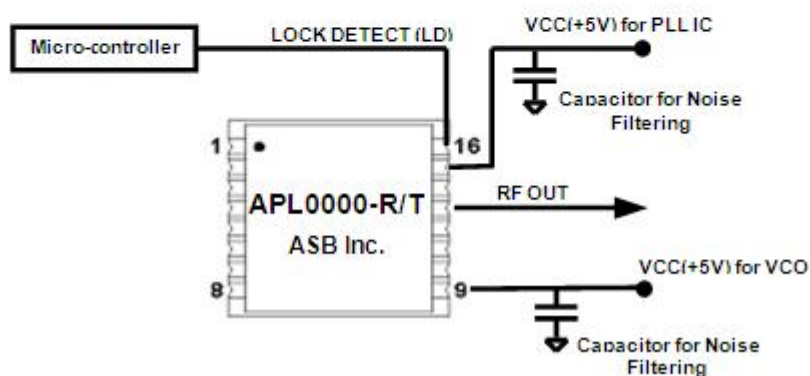 Micro-controller
LOCK DETECT (LD)
VCC(+5V) for PLL IC
Capacitor for Noise
Filtering
1
16
APL0000-R/T
ASB Inc.
RF OUT
8
9
VCC(+5V) for VCO
Capacitor for Noise
Filtering